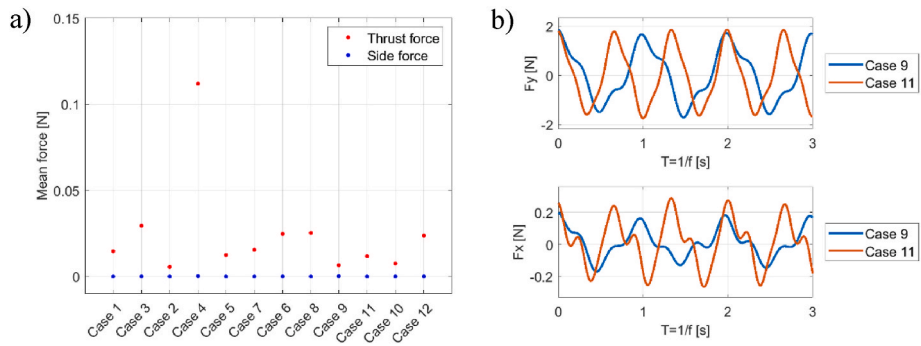 a)
0.15
0.1
0.05
0
Mean force [N]
Thrust force
Side force
Case 1
Case 3
Case 2
Case 4
Case 5
Case 7
Case 6
Case 8
Case 9
Case 11
Case 10
Case 12
b)
2
0
-2
Fy [N]
0
1
2
3
T=1/f [s]
Case 9
Case 11
0.2
0
-0.2
Fx [N]
0
1
2
3
T=1/f [s]
Case 9
Case 11